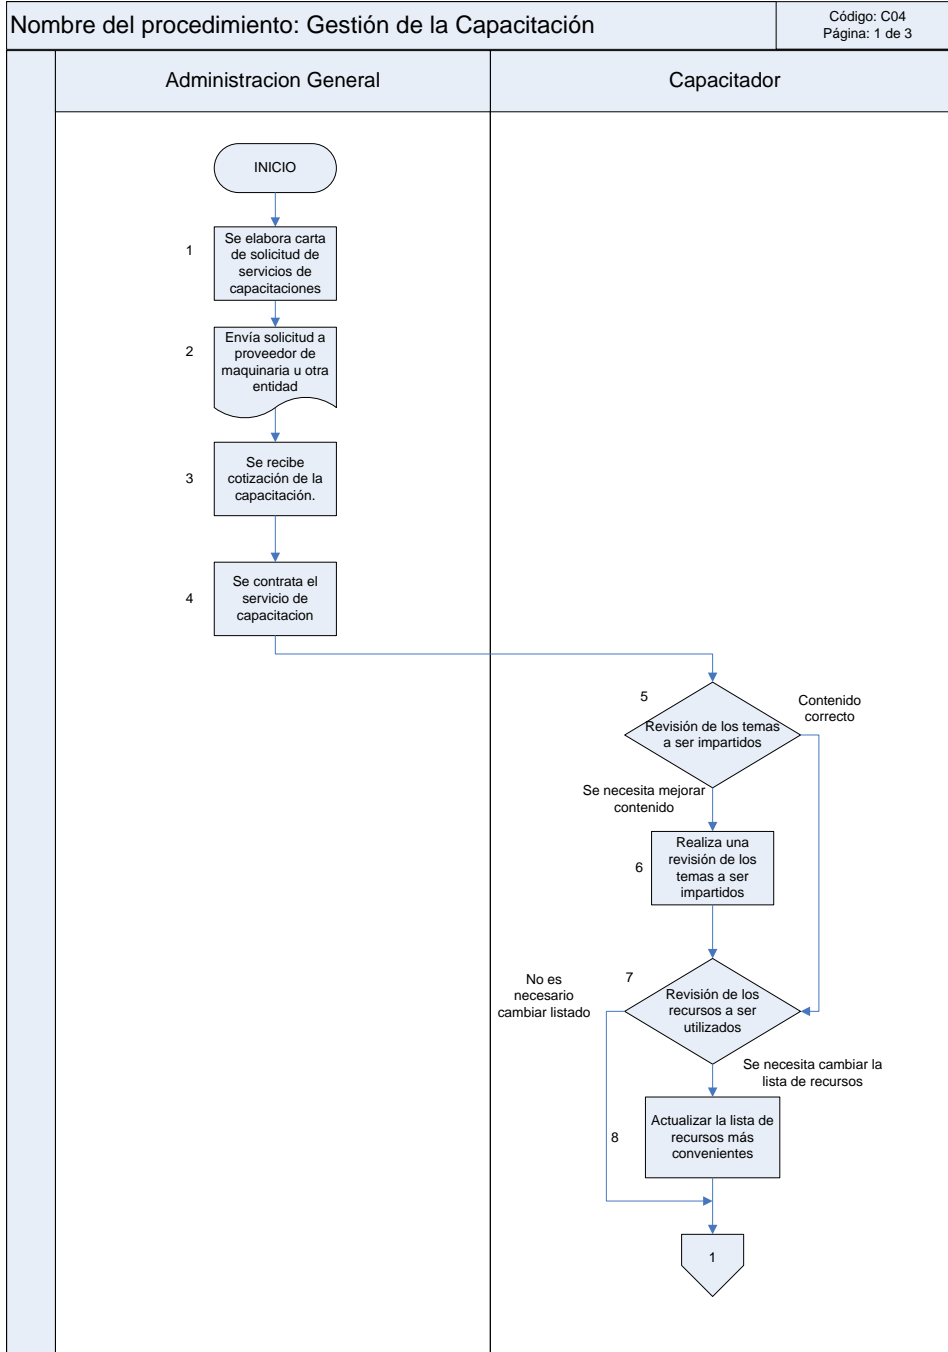 Nombre del procedimiento: Gestión de la Capacitación
Código: C04
Página: 1 de 3
Administracion General
Capacitador
INICIO
1
Se elabora carta
de solicitud de
servicios de
capacitaciones
2
Envía solicitud a
proveedor de
maquinaria u otra
entidad
3
Se recibe
cotización de la
capacitación.
4
Se contrata el
servicio de
capacitacion
5
Revisión de los temas
a ser impartidos
Contenido
correcto
Se necesita mejorar
contenido
6
Realiza una
revisión de los
temas a ser
impartidos
7
Revisión de los
recursos a ser
utilizados
No es
necesario
cambiar listado
Se necesita cambiar la
lista de recursos
8
Actualizar la lista de
recursos más
convenientes
1